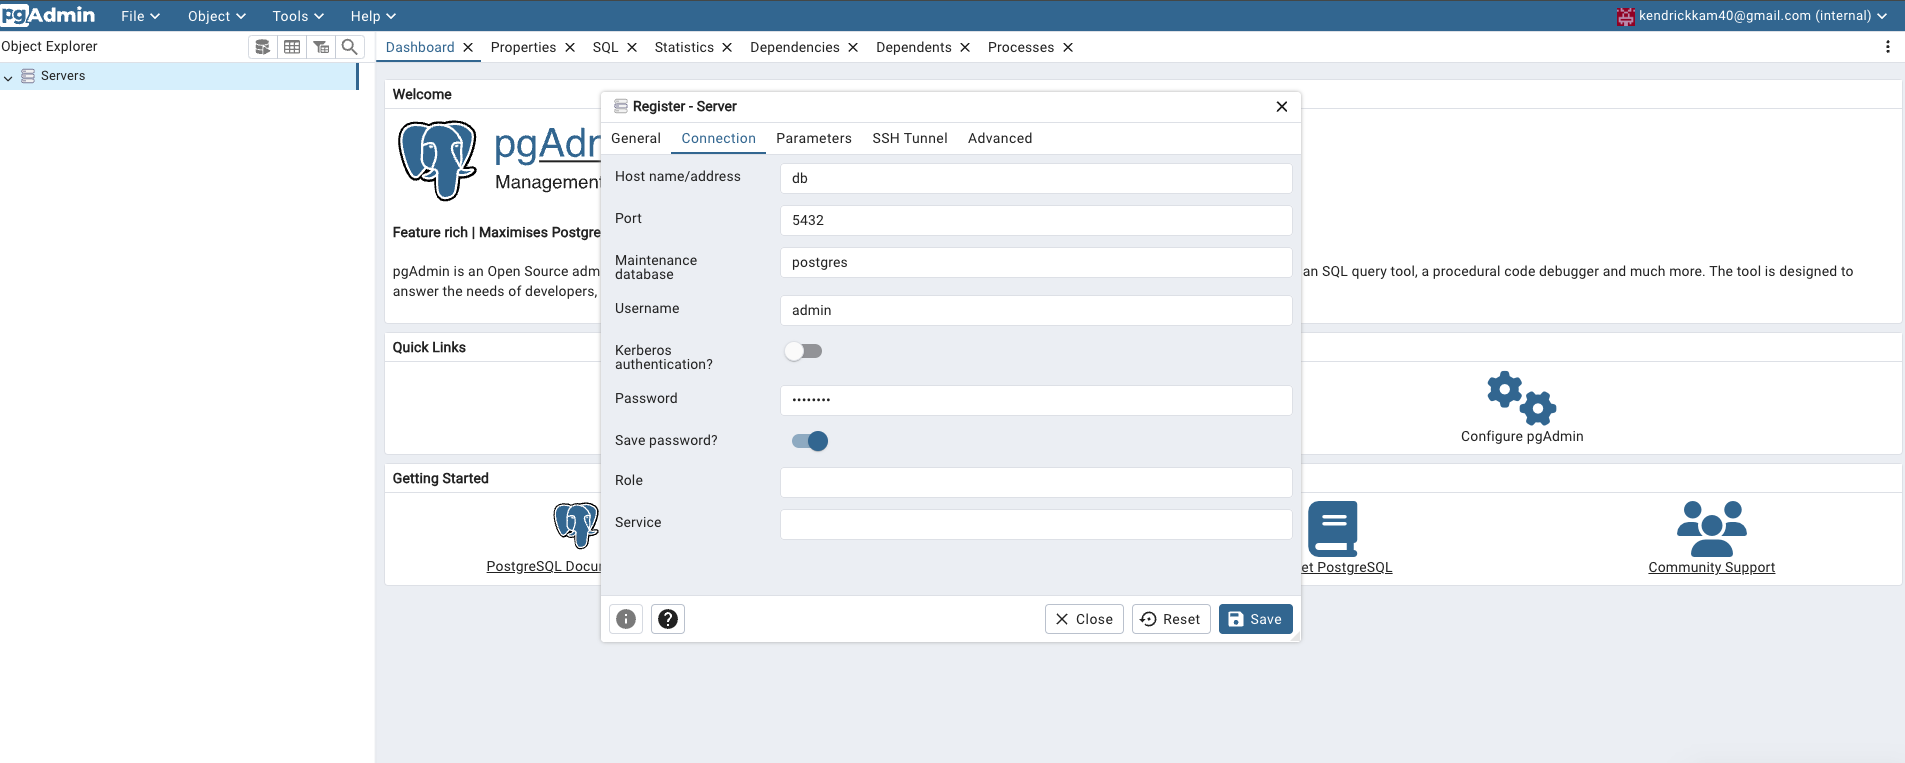 pgAdmin File Object Tools Help kendrickkam40@gmail.com (internal)
Object Explorer
Dashboard Properties SQL Statistics Dependencies Dependents Processes
Servers
Welcome
pgAdm
Management
Feature rich | Maximises Postgre
pgAdmin is an Open Source adm
an SQL query tool, a procedural code debugger and much more. The tool is designed to
answer the needs of developers,
Quick Links
Configure pgAdmin
Getting Started
PostgreSQL Docu
et PostgreSQL
Community Support
Register - Server
General Connection Parameters SSH Tunnel Advanced
Host name/address db
Port 5432
Maintenance
database
postgres
Username admin
Kerberos
authentication?
Password ••••••••
Save password?
Role
Service
Close Reset Save